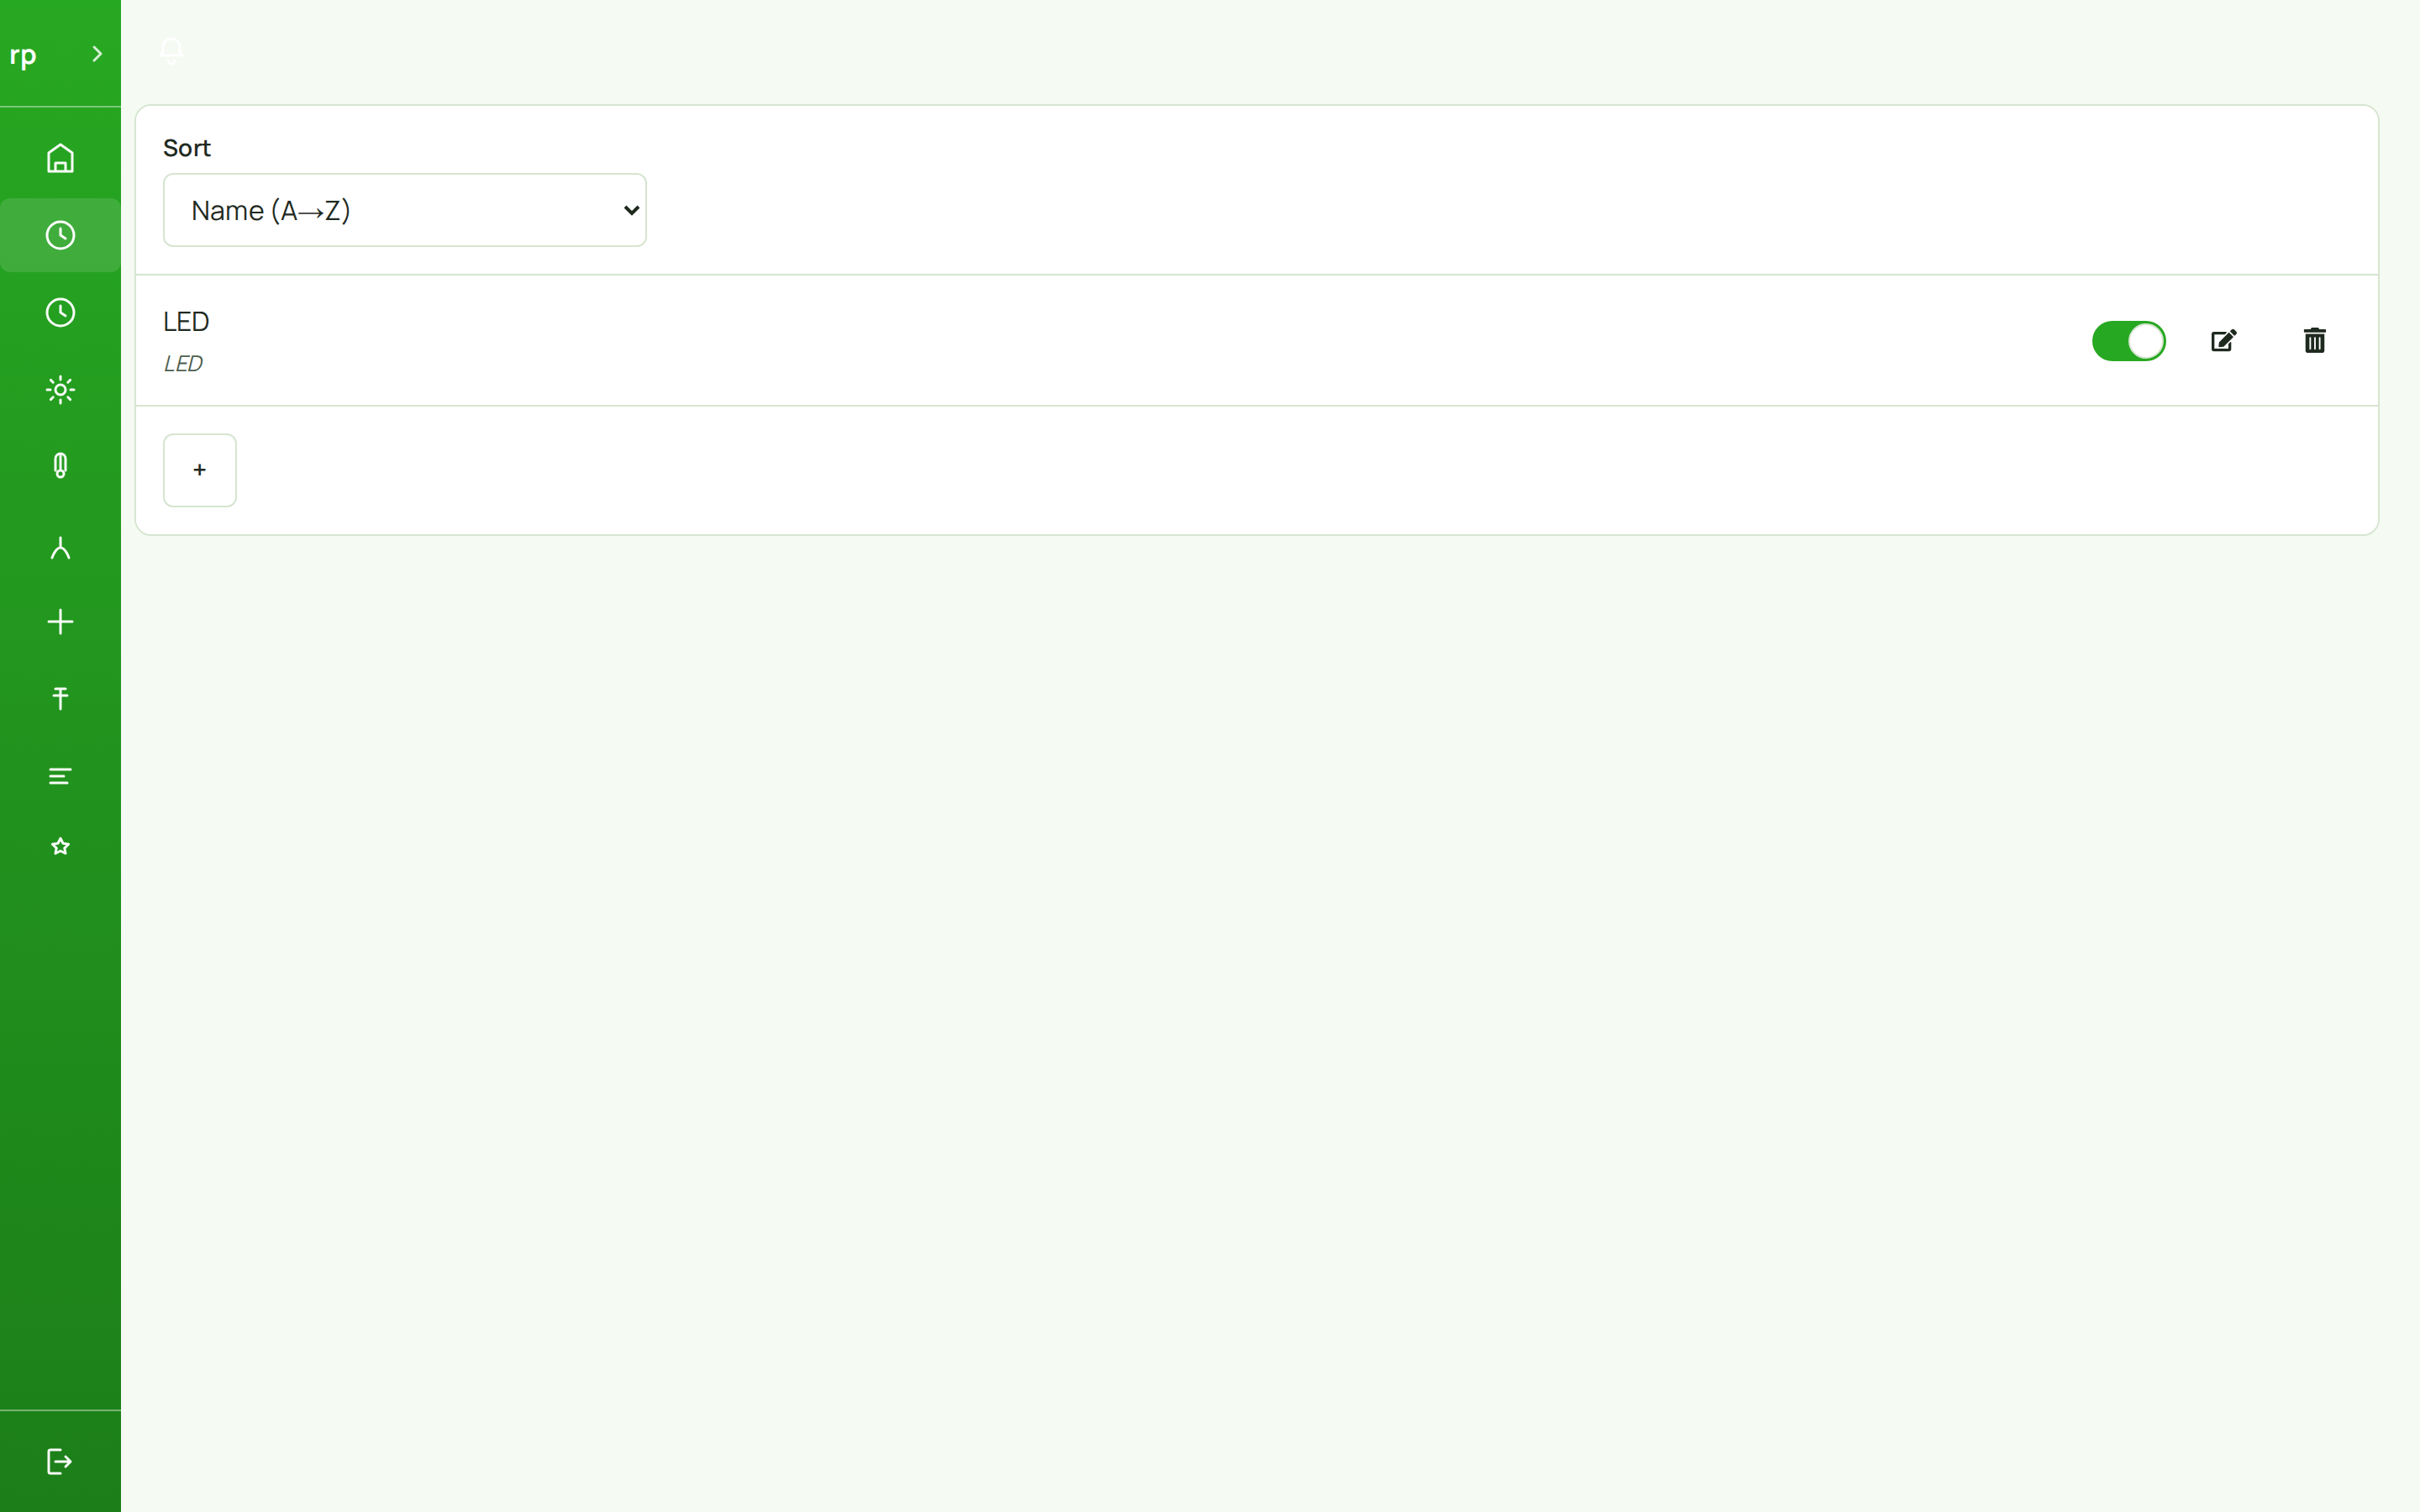 rp
Sort
Name (A→Z)
LED
LED
+